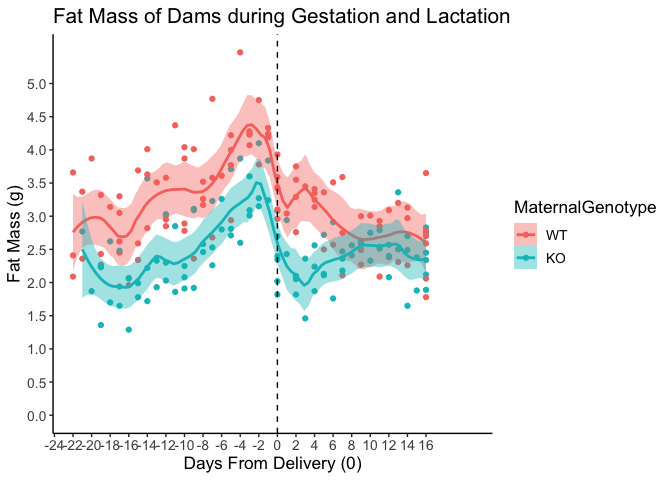 Fat Mass of Dams during Gestation and Lactation
5.0
4.5
4.0
3.5
3.0
2.5
2.0
1.5
1.0
0.5
0.0
Fat Mass (g)
-24 -22 -20 -18 -16 -14 -12 -10 -8 -6 -4 -2 0 2 4 6 8 10 12 14 16
Days From Delivery (0)
MaternalGenotype
WT
KO